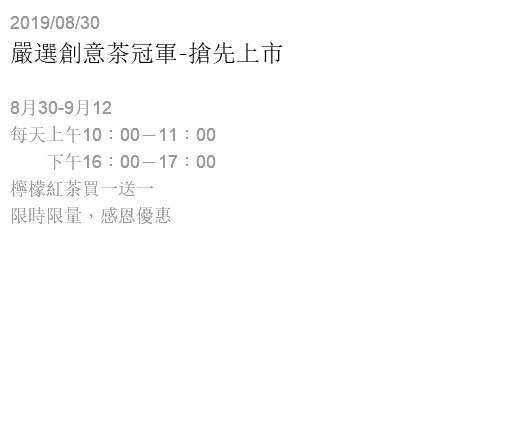 2019/08/30
嚴選創意茶冠軍-搶先上市
8月30-9月12
每天上午10：00－11：00
下午16：00－17：00
檸檬紅茶買一送一
限時限量，感恩優惠